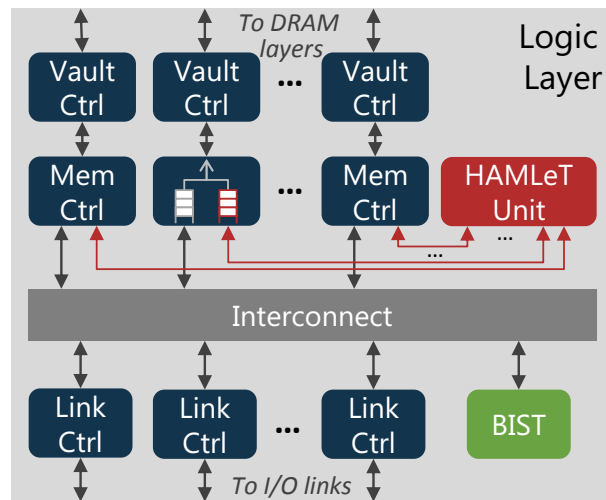 To DRAM
layers
Logic
Layer
Vault
Ctrl
Vault
Ctrl
...
Vault
Ctrl
Mem
Ctrl
...
Mem
Ctrl
HAMLeT
Unit
...
...
Interconnect
Link
Ctrl
Link
Ctrl
...
Link
Ctrl
BIST
To I/O links